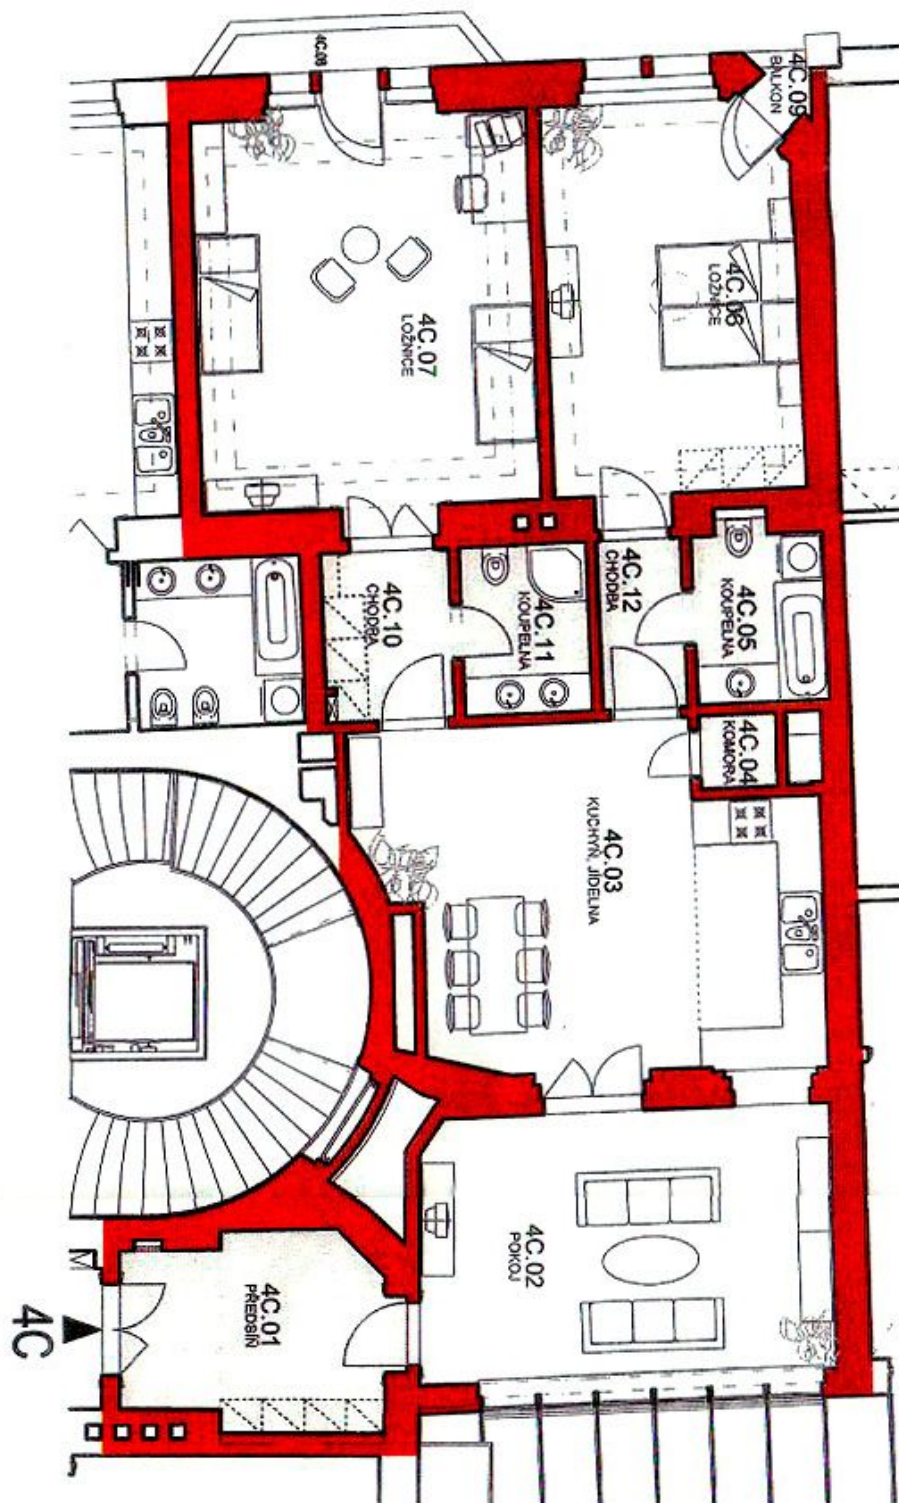 4C.08
4C.09
BALKON
4C.06
LOŽNICE
4C.07
LOŽNICE
4C.12
CHODBA
4C.05
KOUPELNA
4C.10
CHODBA
4C.11
KOUPELNA
4C.04
KOMORA
4C.03
KUCHYŇ, JÍDELNA
4C.02
POKOJ
4C.01
PŘEDSÍŇ
4C